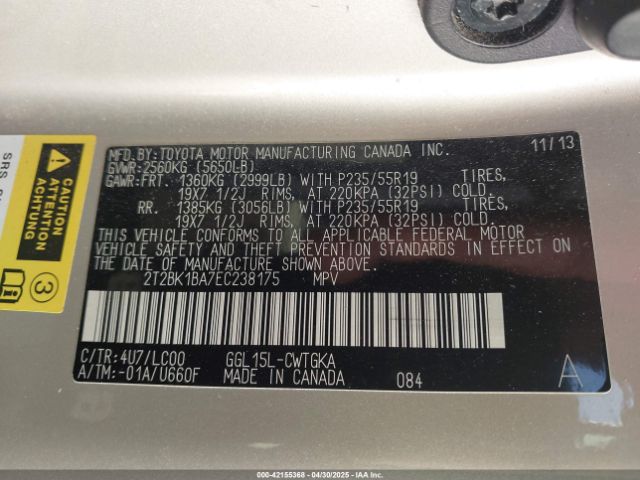 MFD. BY: TOYOTA MOTOR MANUFACTURING CANADA INC. 11/13
GVWR: 2560KG (5650LB)
GAWR: FRT. 1360KG (2999LB) WITH P235/55R19 TIRES,
19X7 1/2J RIMS, AT 220KPA (32PSI) COLD.
RR. 1385KG (3056LB) WITH P235/55R19 TIRES,
19X7 1/2J RIMS, AT 220KPA (32PSI) COLD.
THIS VEHICLE CONFORMS TO ALL APPLICABLE FEDERAL MOTOR
VEHICLE SAFETY AND THEFT PREVENTION STANDARDS IN EFFECT ON
THE DATE OF MANUFACTURE SHOWN ABOVE.
2T2BK1BA7EC238175 MPV
C/TR: 4U7/LC00 GGL15L-CWTGKA
A/TM: -01A/U660F MADE IN CANADA 084 A
CAUTION
ATTENTION
ACHTUNG
3
SRS
000-42155368 - 04/30/2025 - IAAI.COM